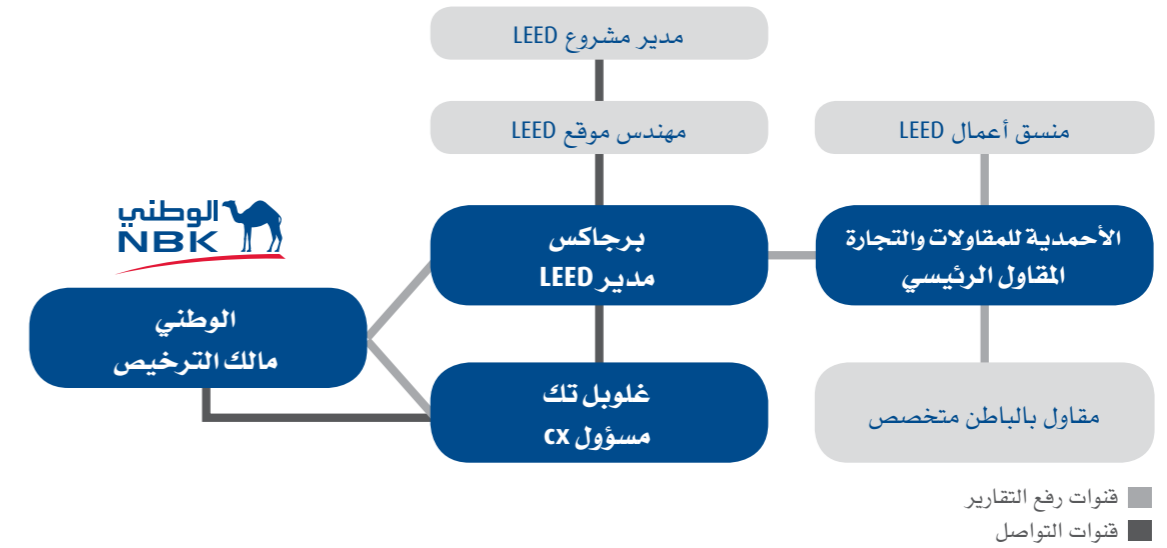 مدير مشروع LEED
مهندس موقع LEED
منسق أعمال LEED
الوطني
NBK
برجاكس
مدير LEED
الأحمدية للمقاولات والتجارة
المقاول الرئيسي
الوطني
مالك الترخيص
غلوبل تك
مسؤول cx
مقاول بالباطن متخصص
قنوات رفع التقارير
قنوات التواصل